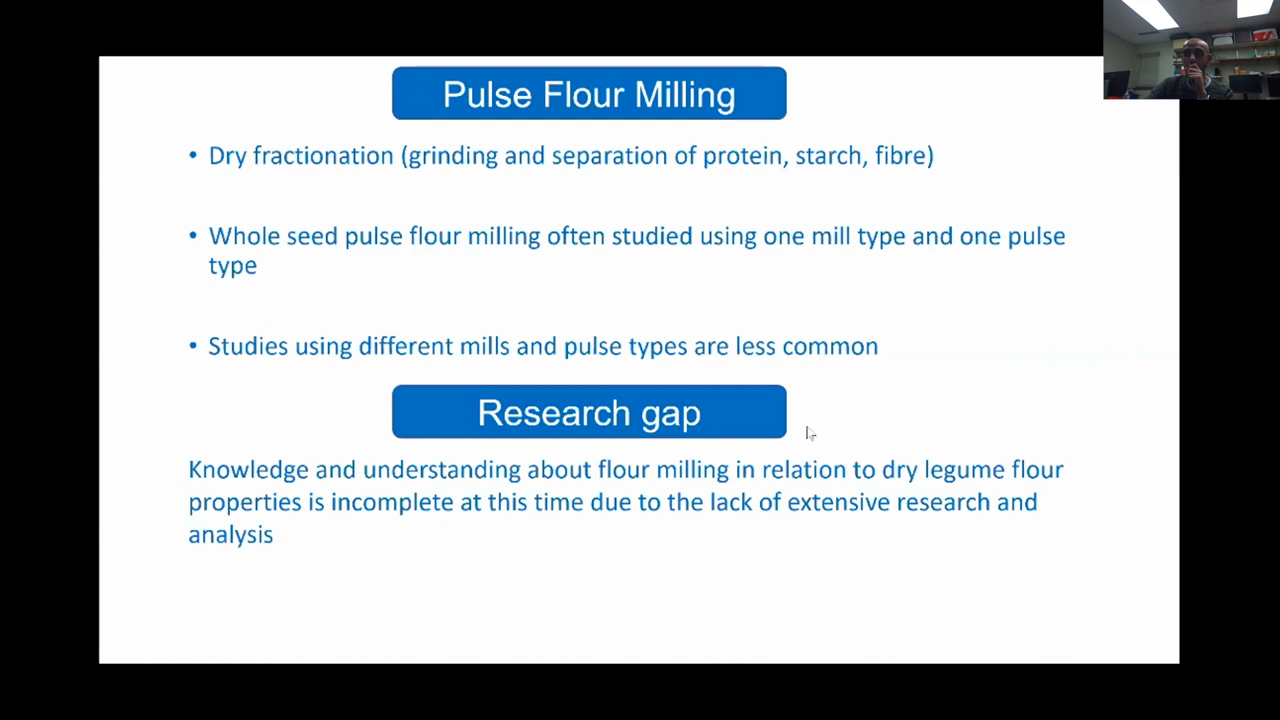 Pulse Flour Milling
• Dry fractionation (grinding and separation of protein, starch, fibre)
• Whole seed pulse flour milling often studied using one mill type and one pulse
type
• Studies using different mills and pulse types are less common
Research gap
Knowledge and understanding about flour milling in relation to dry legume flour
properties is incomplete at this time due to the lack of extensive research and
analysis